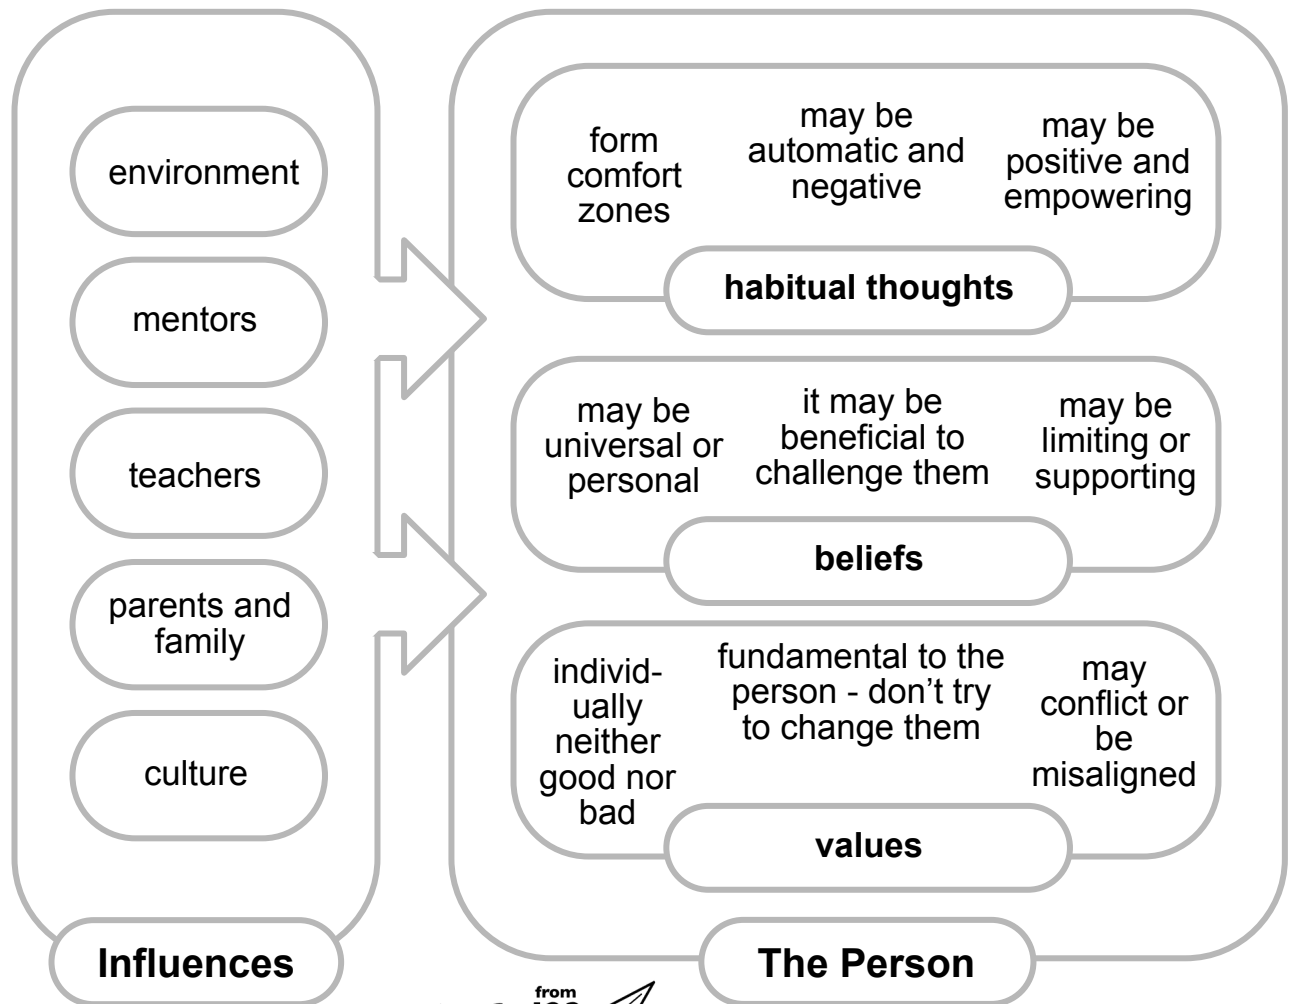 environment
mentors
teachers
parents and
family
culture
Influences
form
comfort
zones
may be
automatic and
negative
may be
positive and
empowering
habitual thoughts
may be
universal or
personal
it may be
beneficial to
challenge them
may be
limiting or
supporting
beliefs
individ-
ually
neither
good nor
bad
fundamental to the
person - don't try
to change them
may
conflict or
be
misaligned
values
The Person
from